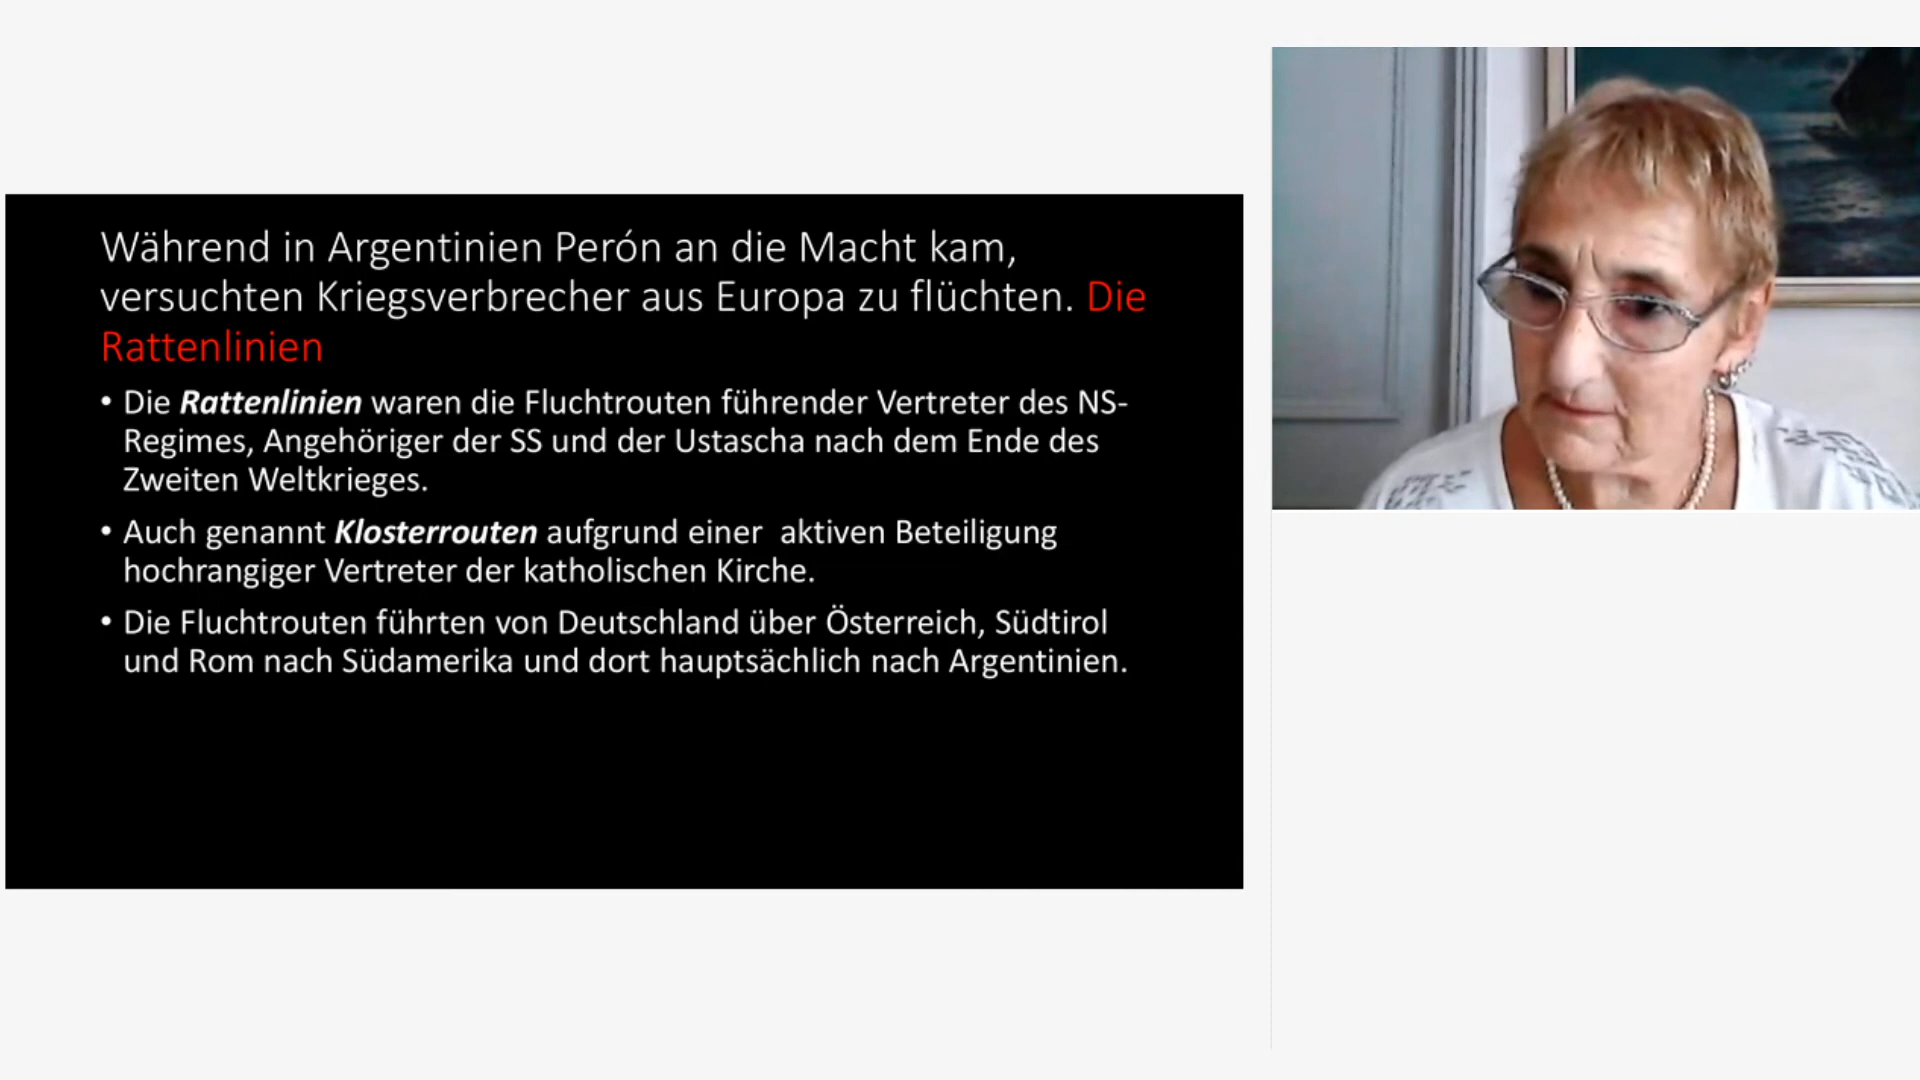 Während in Argentinien Perón an die Macht kam,
versuchten Kriegsverbrecher aus Europa zu flüchten. Die
Rattenlinien
• Die Rattenlinien waren die Fluchtrouten führender Vertreter des NS-
Regimes, Angehöriger der SS und der Ustascha nach dem Ende des
Zweiten Weltkrieges.
• Auch genannt Klosterrouten aufgrund einer  aktiven Beteiligung
hochrangiger Vertreter der katholischen Kirche.
• Die Fluchtrouten führten von Deutschland über Österreich, Südtirol
und Rom nach Südamerika und dort hauptsächlich nach Argentinien.